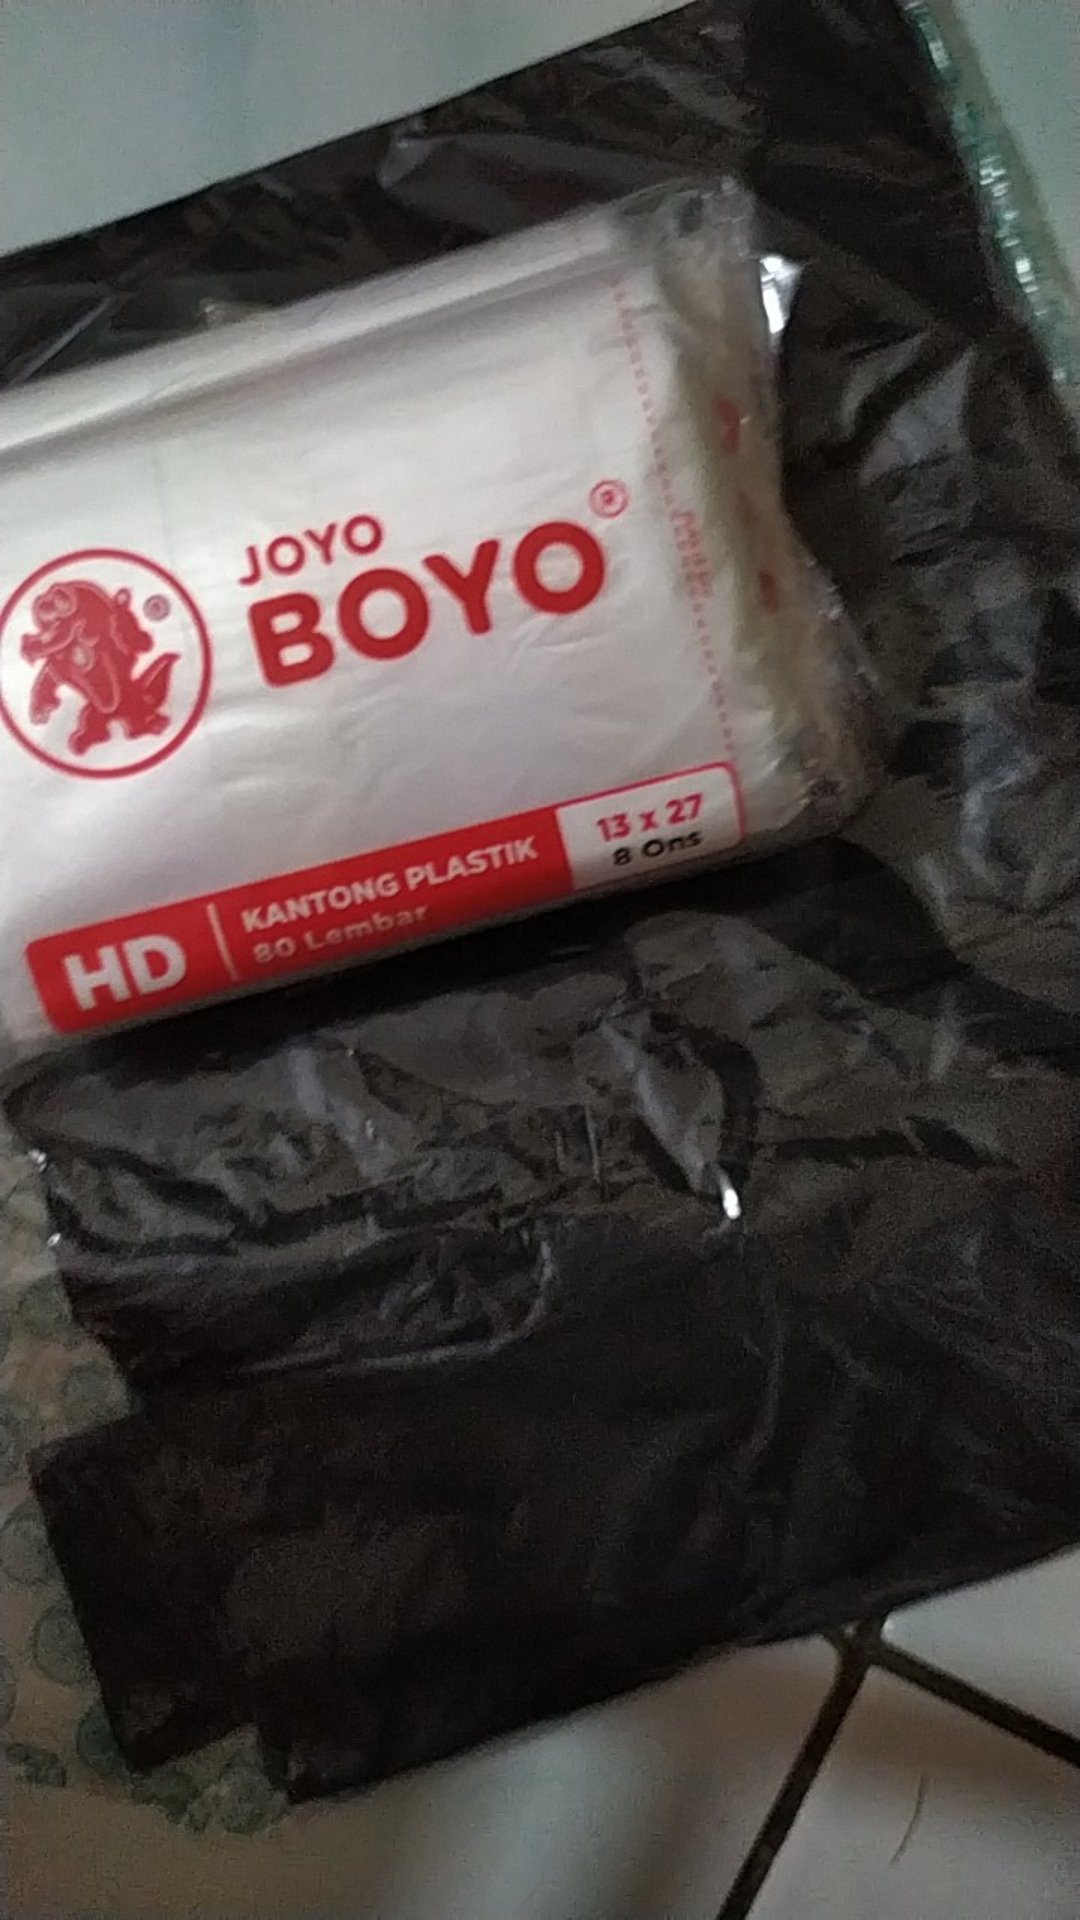 JOYO
BOYO ®
®
HD
KANTONG PLASTIK
80 Lembar
13 x 27
8 Ons